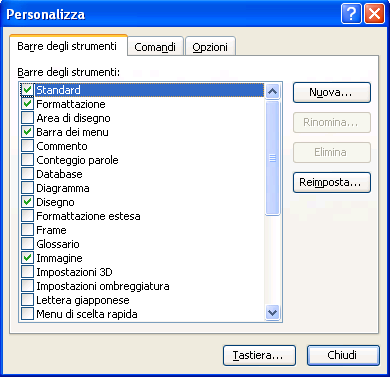 Personalizza
Barre degli strumenti
Comandi
Opzioni
Barre degli strumenti:
Standard
Formattazione
Area di disegno
Barra dei menu
Commento
Conteggio parole
Database
Diagramma
Disegno
Formattazione estesa
Frame
Glossario
Immagine
Impostazioni 3D
Impostazioni ombreggiatura
Lettera giapponese
Menu di scelta rapida
Nuova...
Rinomina...
Elimina
Reimposta...
Tastiera...
Chiudi